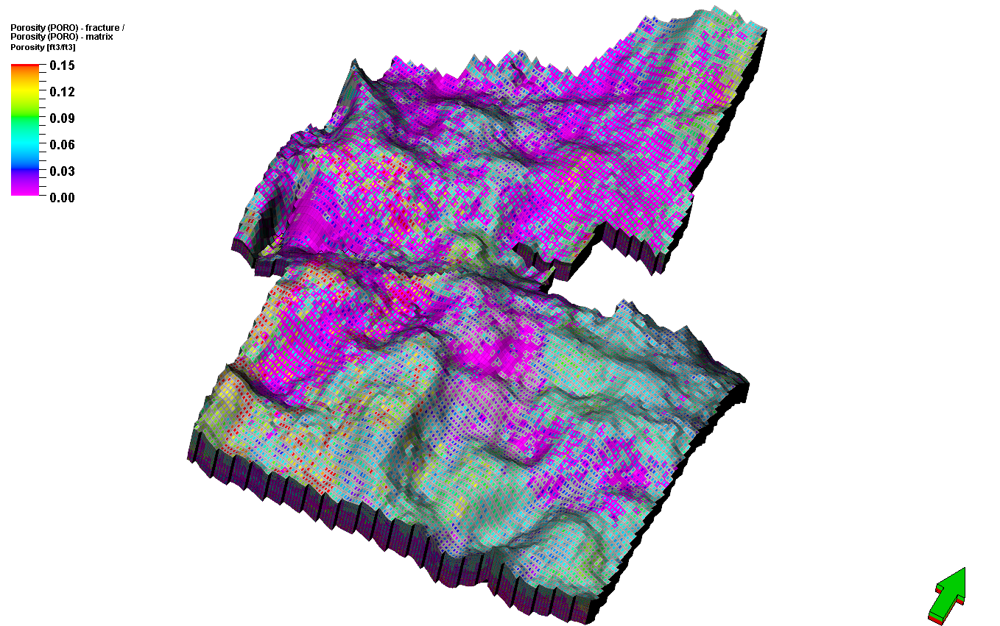 Porosity (PORO) - fracture /
Porosity (PORO) - matrix
Porosity [ft3/ft3]
0.15
0.12
0.09
0.06
0.03
0.00